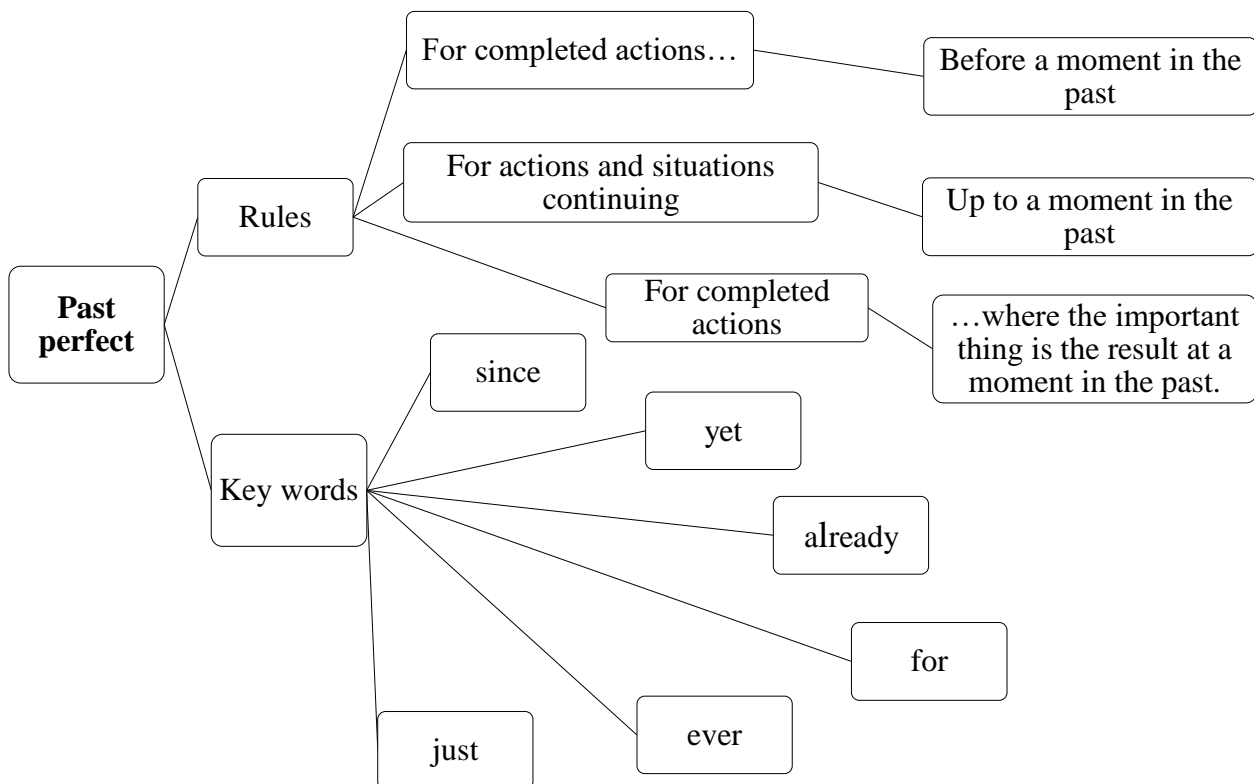 For completed actions…
Before a moment in the
past
For actions and situations
continuing
Up to a moment in the
past
Rules
For completed
actions
…where the important
thing is the result at a
moment in the past.
Past
perfect
since
yet
Key words
already
for
ever
just